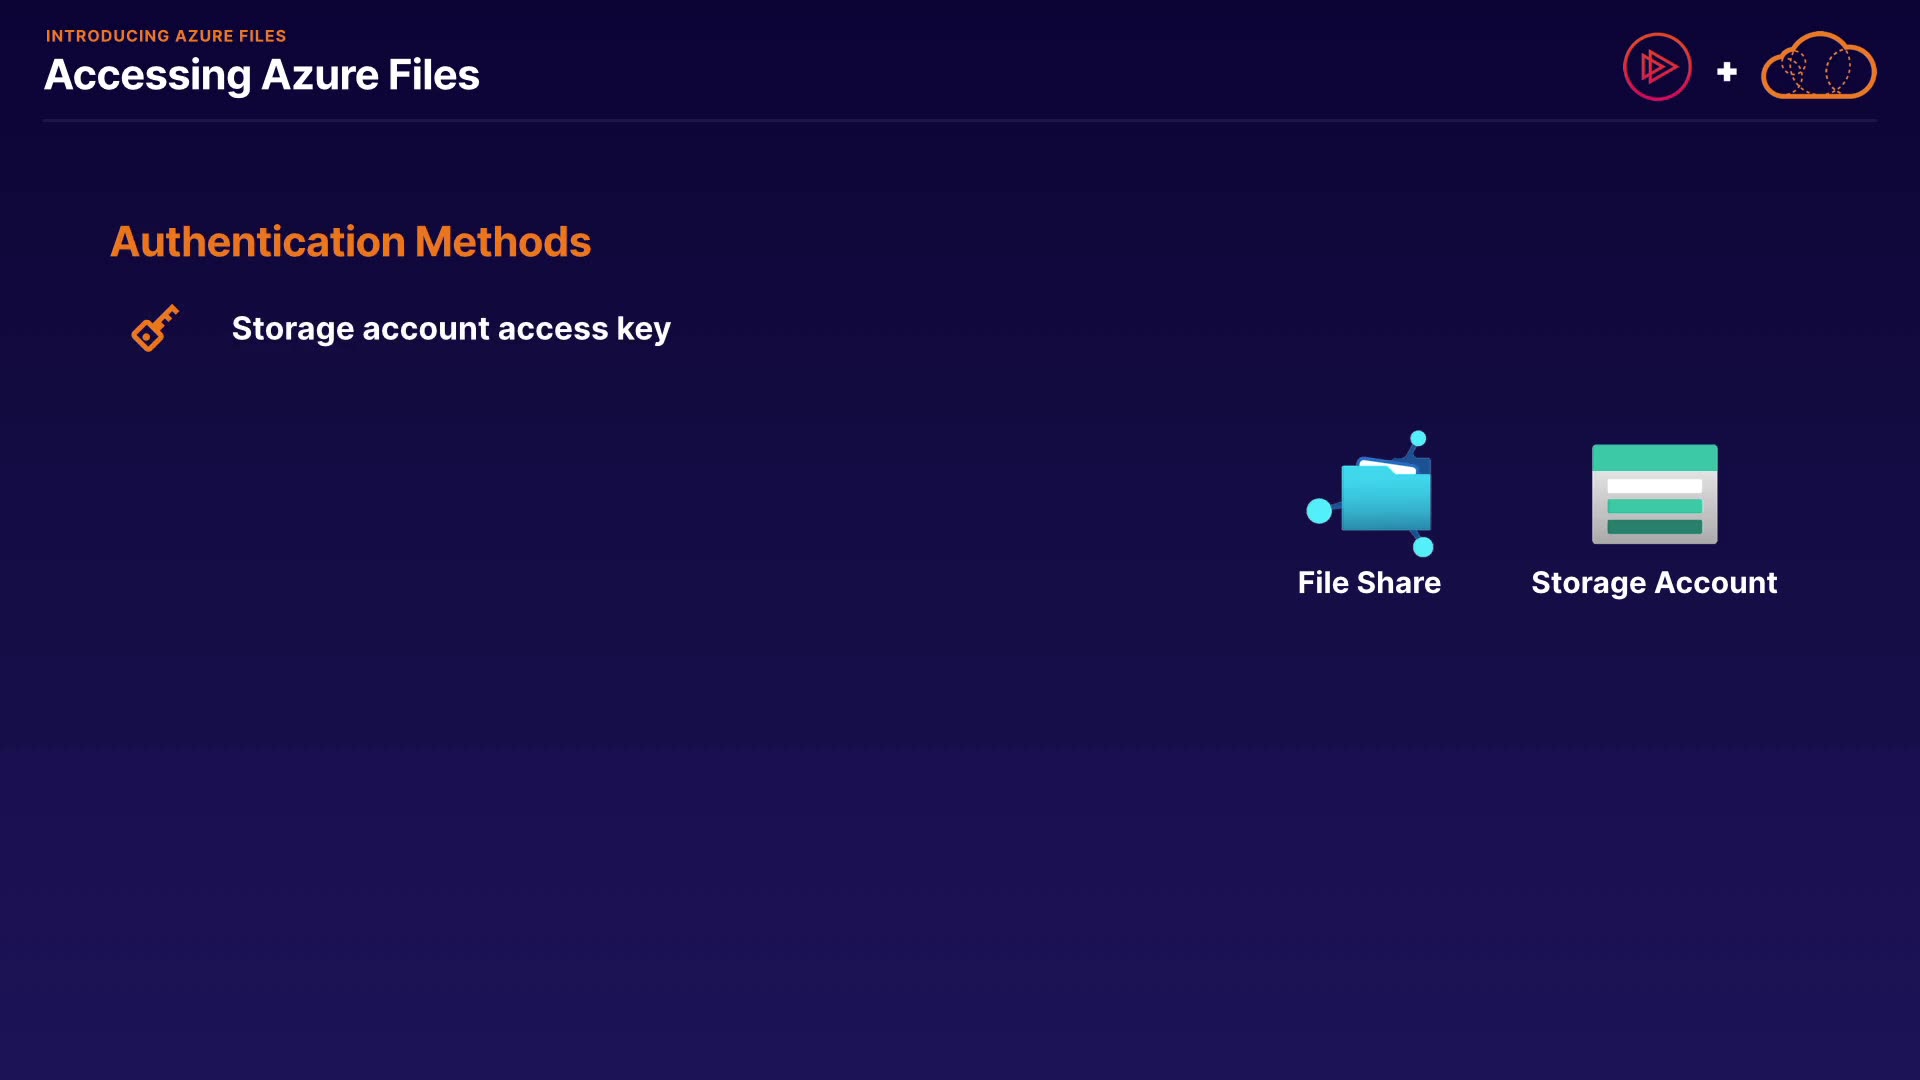 INTRODUCING AZURE FILES
Accessing Azure Files
+
Authentication Methods
Storage account access key
File Share
Storage Account